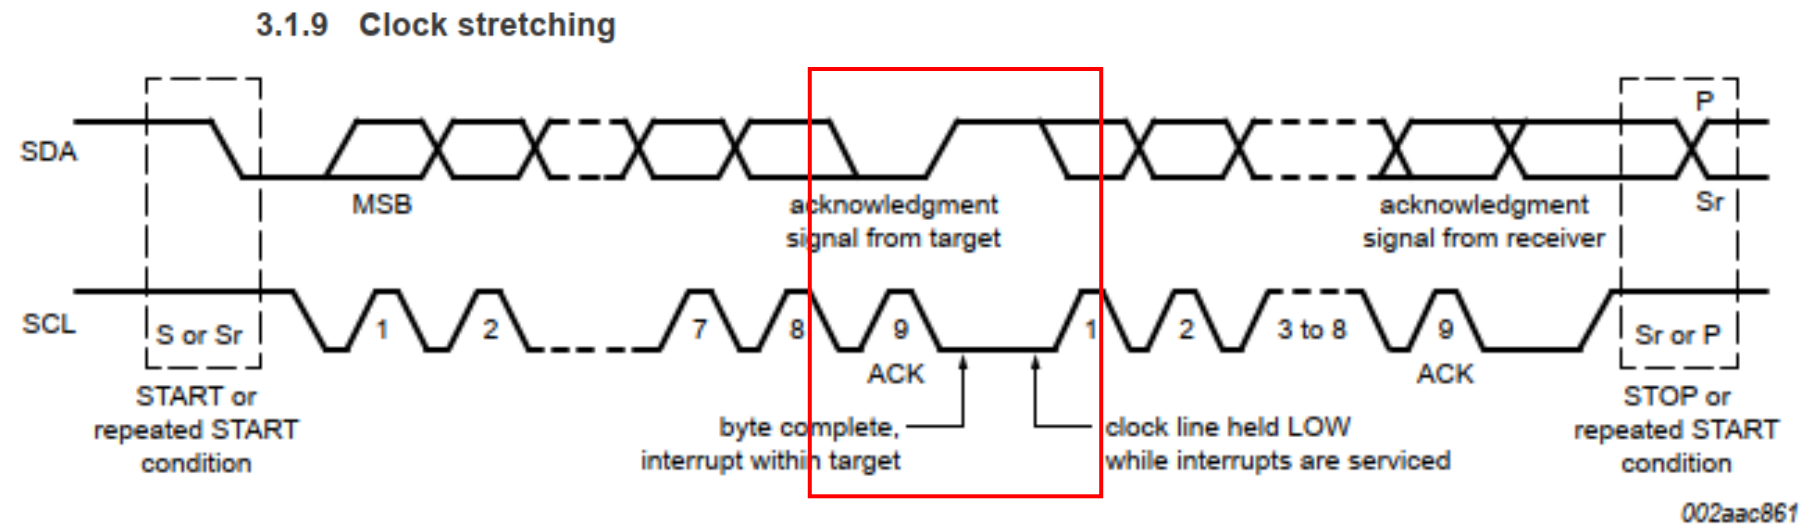 3.1.9 Clock stretching
P
SDA
MSB
acknowledgment
signal from target
acknowledgment
signal from receiver
Sr
SCL
S or Sr
1
2
7
8
9
1
2
3 to 8
9
Sr or P
ACK
ACK
START or
repeated START
condition
byte complete,
interrupt within target
clock line held LOW
while interrupts are serviced
STOP or
repeated START
condition
002aac861